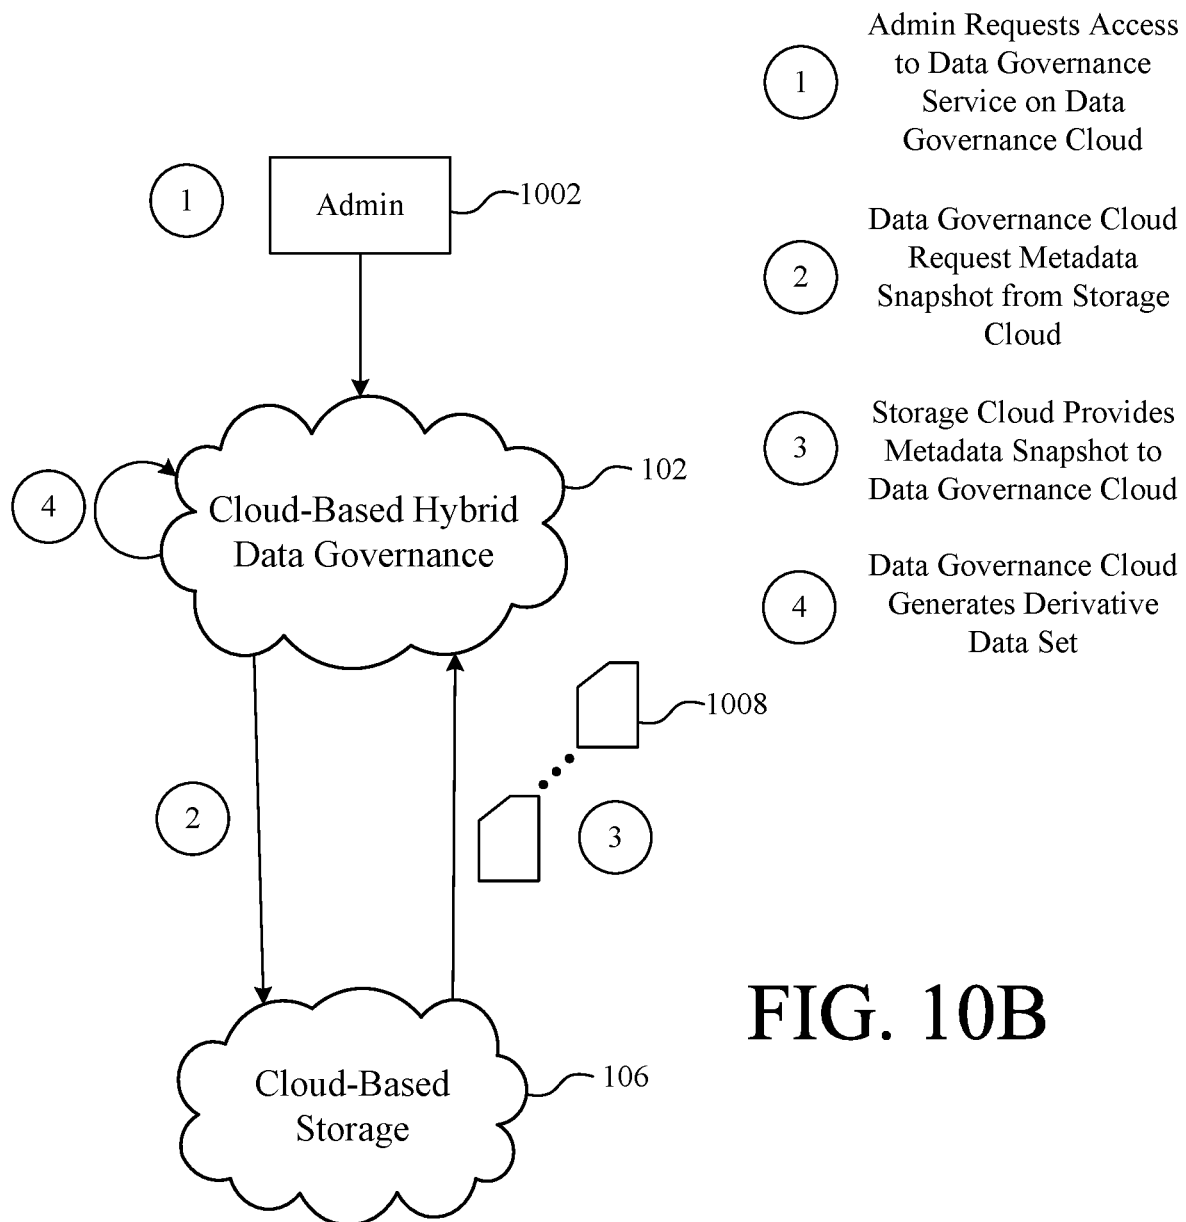 1
Admin Requests Access
to Data Governance
Service on Data
Governance Cloud
1
Admin
1002
2
Data Governance Cloud
Request Metadata
Snapshot from Storage
Cloud
3
Storage Cloud Provides
Metadata Snapshot to
Data Governance Cloud
4
Cloud-Based Hybrid
Data Governance
102
4
Data Governance Cloud
Generates Derivative
Data Set
1008
2
3
FIG. 10B
Cloud-Based
Storage
106